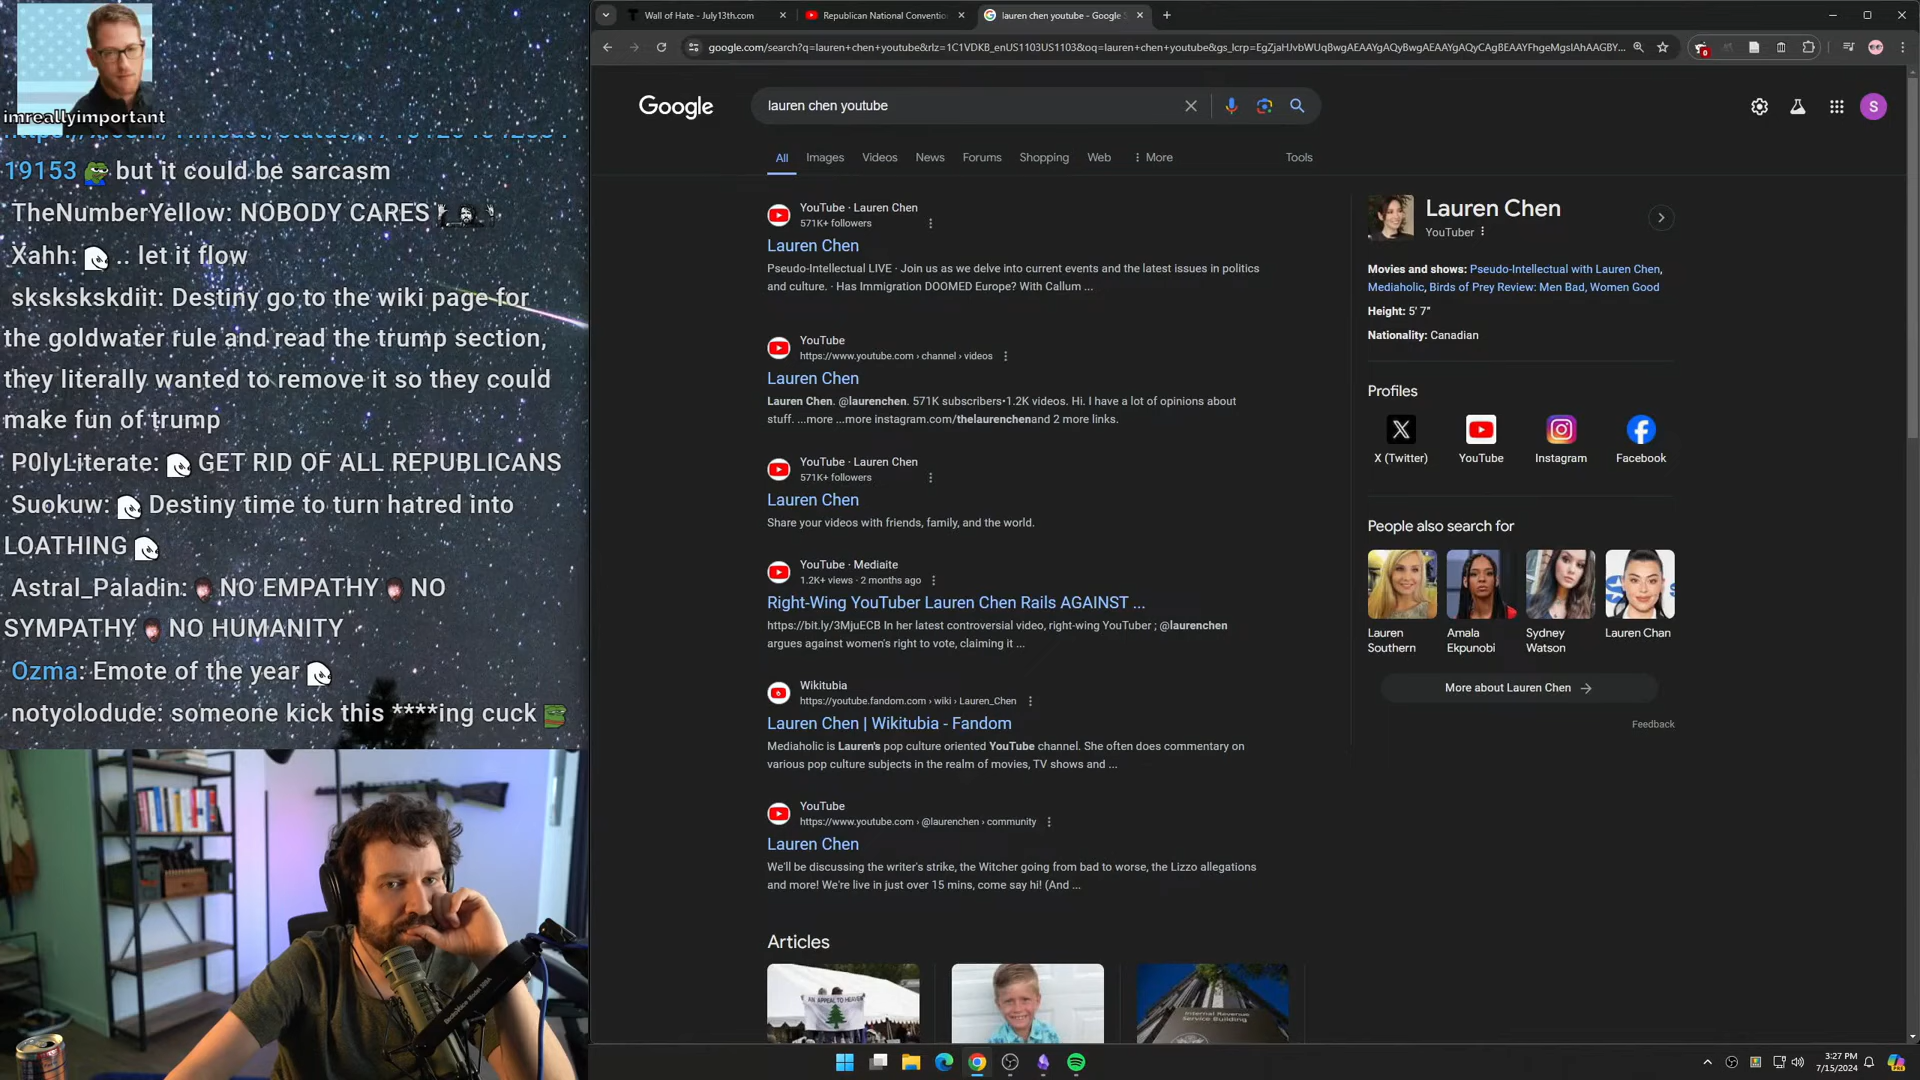 imreallyimportant
19153 but it could be sarcasm
TheNumberYellow: NOBODY CARES
Xahh: .. let it flow
sksksksk​diit: Destiny go to the wiki page for
the goldwater rule and read the trump section,
they literally wanted to remove it so they could
make fun of trump
P0lyLiterate: GET RID OF ALL REPUBLICANS
Suokuw: Destiny time to turn hatred into
LOATHING
Astral_Paladin: NO EMPATHY NO
SYMPATHY NO HUMANITY
Ozma: Emote of the year
notyolodude: someone kick this ****ing cuck
Wall of Hate - July13th.com
Republican National Conventio
lauren chen youtube - Google S
google.com/search?q=lauren+chen+youtube&rlz=1C1VDKB_enUS1103US1103&oq=lauren+chen+youtube&gs_lcrp=
Google
lauren chen youtube
S
All Images Videos News Forums Shopping Web More Tools
YouTube · Lauren Chen
571K+ followers
Lauren Chen
Pseudo-Intellectual LIVE · Join us as we delve into current events and the latest issues in politics
and culture. · Has Immigration DOOMED Europe? With Callum ...
YouTube
https://www.youtube.com › channel › videos
Lauren Chen
Lauren Chen. @laurenchen. 571K subscribers•1.2K videos. Hi. I have a lot of opinions about
stuff. ...more ...more instagram.com/thelaurenchenand 2 more links.
YouTube · Lauren Chen
571K+ followers
Lauren Chen
Share your videos with friends, family, and the world.
YouTube · Mediaite
1.2K+ views · 2 months ago
Right-Wing YouTuber Lauren Chen Rails AGAINST ...
https://bit.ly/3MjuECB In her latest controversial video, right-wing YouTuber ; @laurenchen
argues against women's right to vote, claiming it ...
Wikitubia
https://youtube.fandom.com › wiki › Lauren_Chen
Lauren Chen | Wikitubia - Fandom
Mediaholic is Lauren's pop culture oriented YouTube channel. She often does commentary on
various pop culture subjects in the realm of movies, TV shows and ...
YouTube
https://www.youtube.com › @laurenchen › community
Lauren Chen
We'll be discussing the writer's strike, the Witcher going from bad to worse, the Lizzo allegations
and more! We're live in just over 15 mins, come say hi! (And ...
Articles
AN APPEAL TO HEAVEN
Internal Revenue
Service Building
Lauren Chen
YouTuber
Movies and shows: Pseudo-Intellectual with Lauren Chen,
Mediaholic, Birds of Prey Review: Men Bad, Women Good
Height: 5' 7"
Nationality: Canadian
Profiles
X (Twitter) YouTube Instagram Facebook
People also search for
Lauren Southern
Amala Ekpunobi
Sydney Watson
Lauren Chan
More about Lauren Chen
Feedback
3:27 PM
7/15/2024